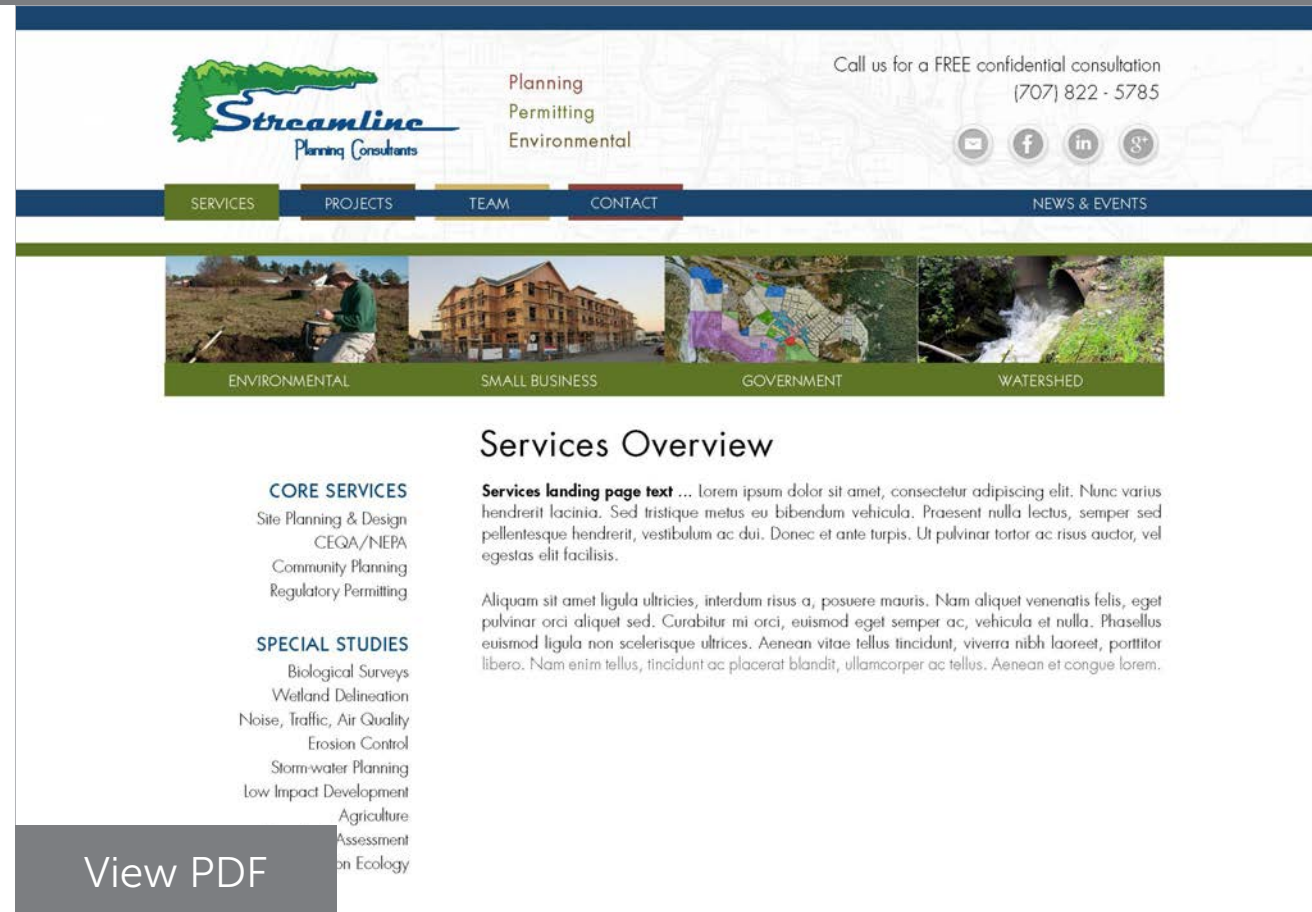 Streamline
Planning Consultants
Planning
Permitting
Environmental
Call us for a FREE confidential consultation
(707) 822 - 5785
f
in
g+
SERVICES
PROJECTS
TEAM
CONTACT
NEWS & EVENTS
ENVIRONMENTAL
SMALL BUSINESS
GOVERNMENT
WATERSHED
Services Overview
CORE SERVICES
Site Planning & Design
CEQA/NEPA
Community Planning
Regulatory Permitting
SPECIAL STUDIES
Biological Surveys
Wetland Delineation
Noise, Traffic, Air Quality
Erosion Control
Storm-water Planning
Low Impact Development
Agriculture
Assessment
Ecology
Services landing page text ... Lorem ipsum dolor sit amet, consectetur adipiscing elit. Nunc varius
hendrerit lacinia. Sed tristique metus eu bibendum vehicula. Praesent nulla lectus, semper sed
pellentesque hendrerit, vestibulum ac dui. Donec et ante turpis. Ut pulvinar tortor ac risus auctor, vel
egestas elit facilisis.
Aliquam sit amet ligula ultricies, interdum risus a, posuere mauris. Nam aliquet venenatis felis, eget
pulvinar orci aliquet sed. Curabitur mi orci, euismod eget semper ac, vehicula et nulla. Phasellus
euismod ligula non scelerisque ultrices. Aenean vitae tellus tincidunt, viverra nibh laoreet, porttitor
libero. Nam enim tellus, tincidunt ac placerat blandit, ullamcorper ac tellus. Aenean et congue lorem.
View PDF